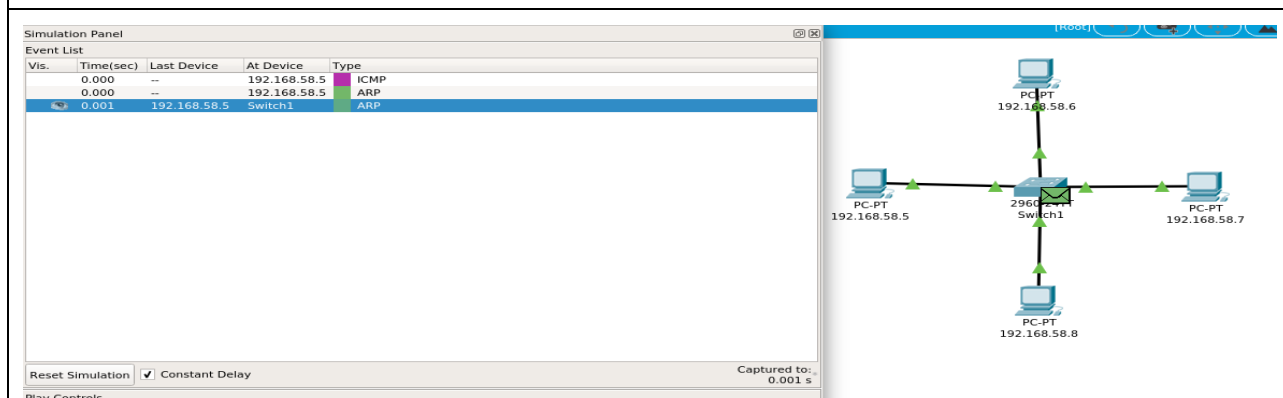 Simulation Panel
Event List
Vis. Time(sec) Last Device At Device Type
0.000 -- 192.168.58.5 ICMP
0.000 -- 192.168.58.5 ARP
0.001 192.168.58.5 Switch1 ARP
Reset Simulation Constant Delay
Captured to:
0.001 s
Play Controls
[Root]
PC-PT
192.168.58.6
PC-PT
192.168.58.5
Switch1
PC-PT
192.168.58.7
PC-PT
192.168.58.8